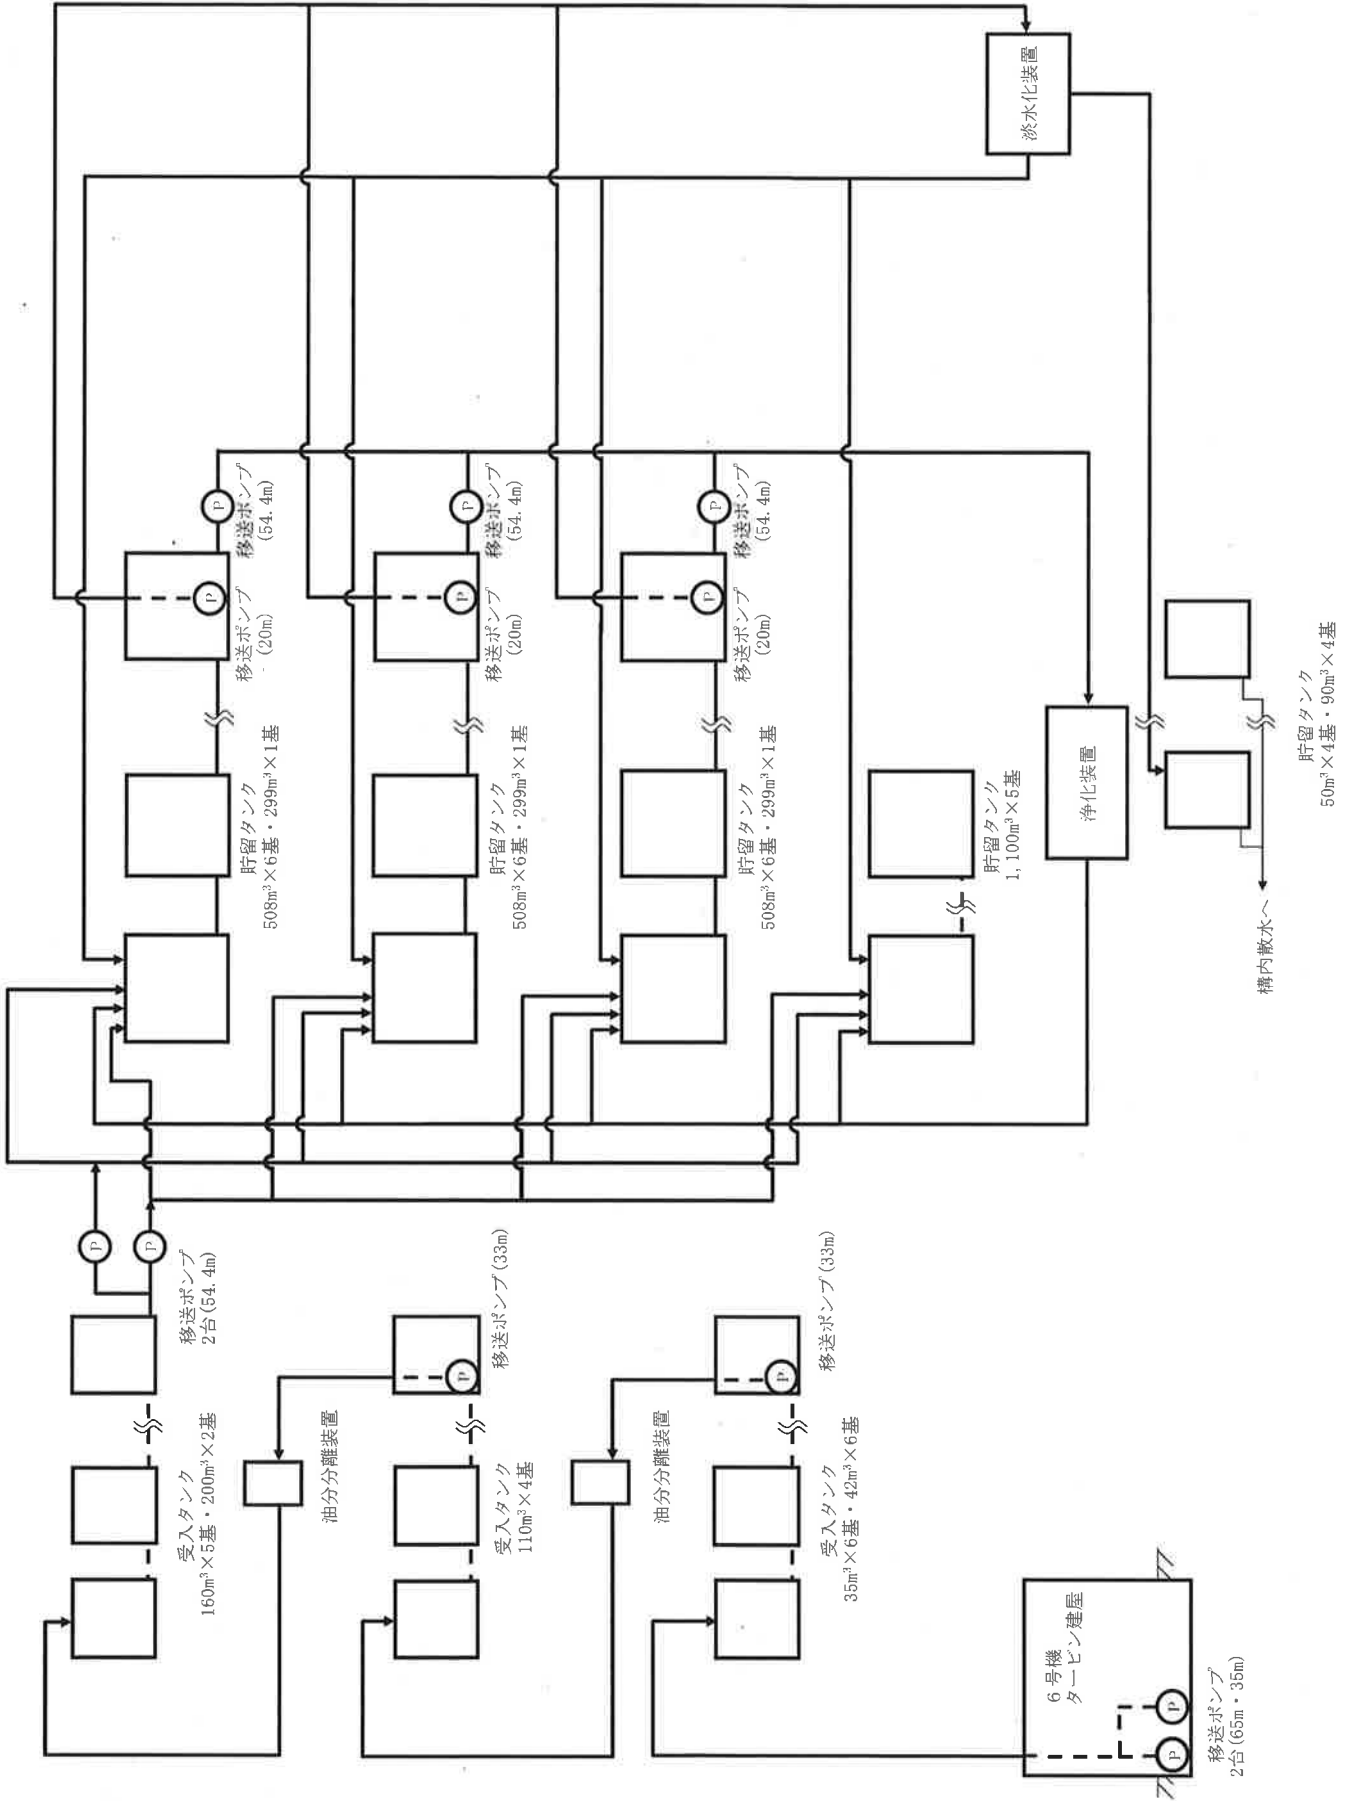 P
P
移送ポンプ
2台(65m・35m)
6号機
タービン建屋
受入タンク
35m³×6基・42m³×6基
P
移送ポンプ(33m)
油分分離装置
受入タンク
110m³×4基
P
移送ポンプ(33m)
油分分離装置
受入タンク
160m³×5基・200m³×2基
P
P
移送ポンプ
2台(54.4m)
貯留タンク
508m³×6基・299m³×1基
P
移送ポンプ
(20m)
P
移送ポンプ
(54.4m)
貯留タンク
508m³×6基・299m³×1基
P
移送ポンプ
(20m)
P
移送ポンプ
(54.4m)
貯留タンク
508m³×6基・299m³×1基
P
移送ポンプ
(20m)
P
移送ポンプ
(54.4m)
貯留タンク
1,100m³×5基
浄化装置
淡水化装置
構内散水へ
貯留タンク
50m³×4基・90m³×4基